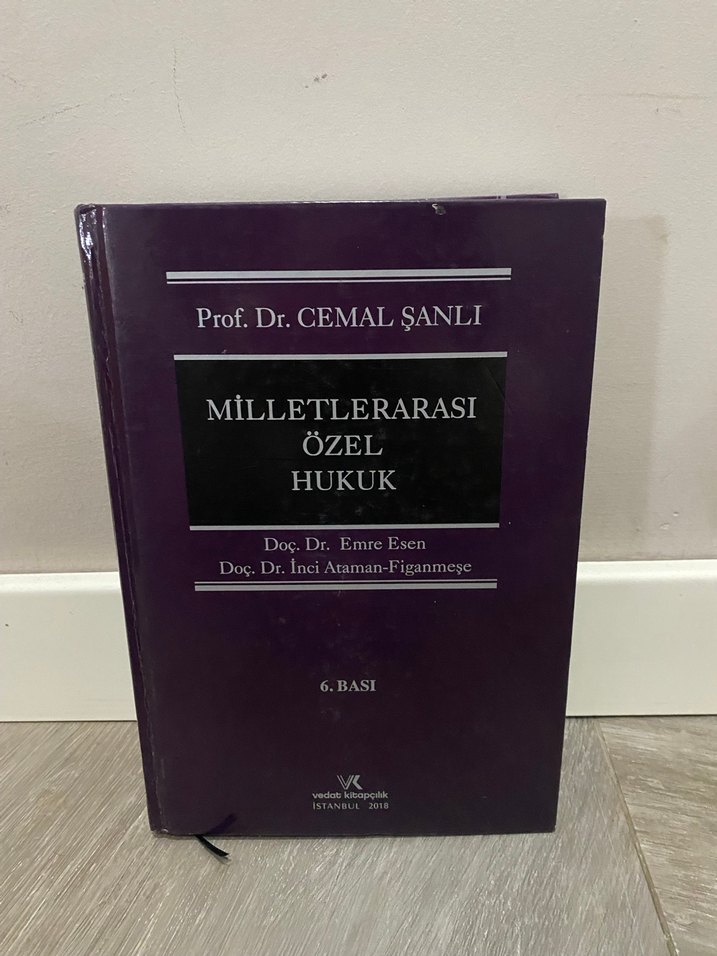 Prof. Dr. CEMAL ŞANLI
MİLLETLERARASI
ÖZEL
HUKUK
Doç. Dr. Emre Esen
Doç. Dr. İnci Ataman-Figanmeşe
6. BASI
VK
vedat kitapçılık
İSTANBUL 2018